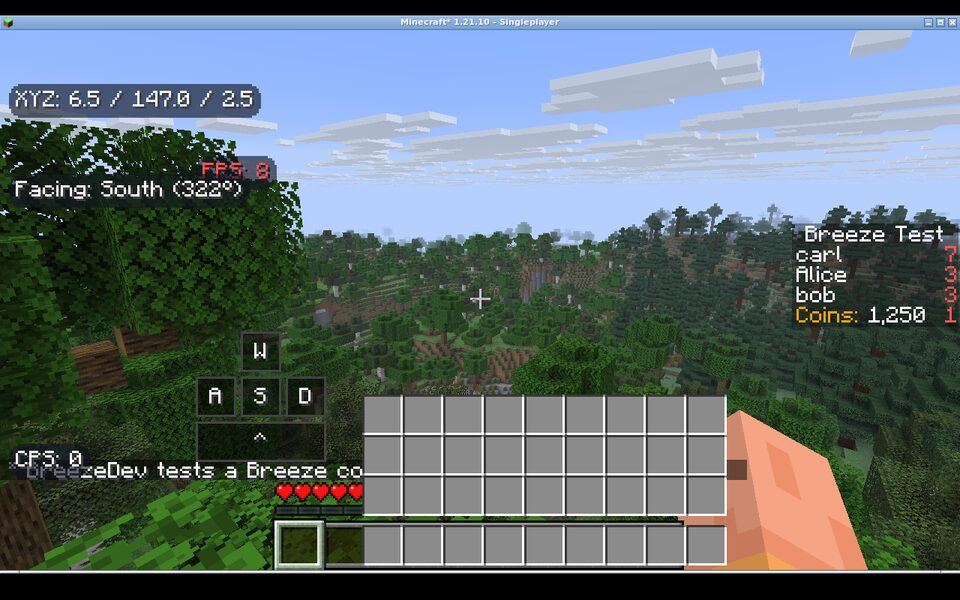 Minecraft* 1.21.10 - Singleplayer
XYZ: 6.5 / 147.0 / 2.5
FPS: 8
Facing: South (322°)
Breeze Test
carl 7
Alice 3
bob 3
Coins: 1,250 1
W
A S D
^
CPS: 0
BreezeDev tests a Breeze co